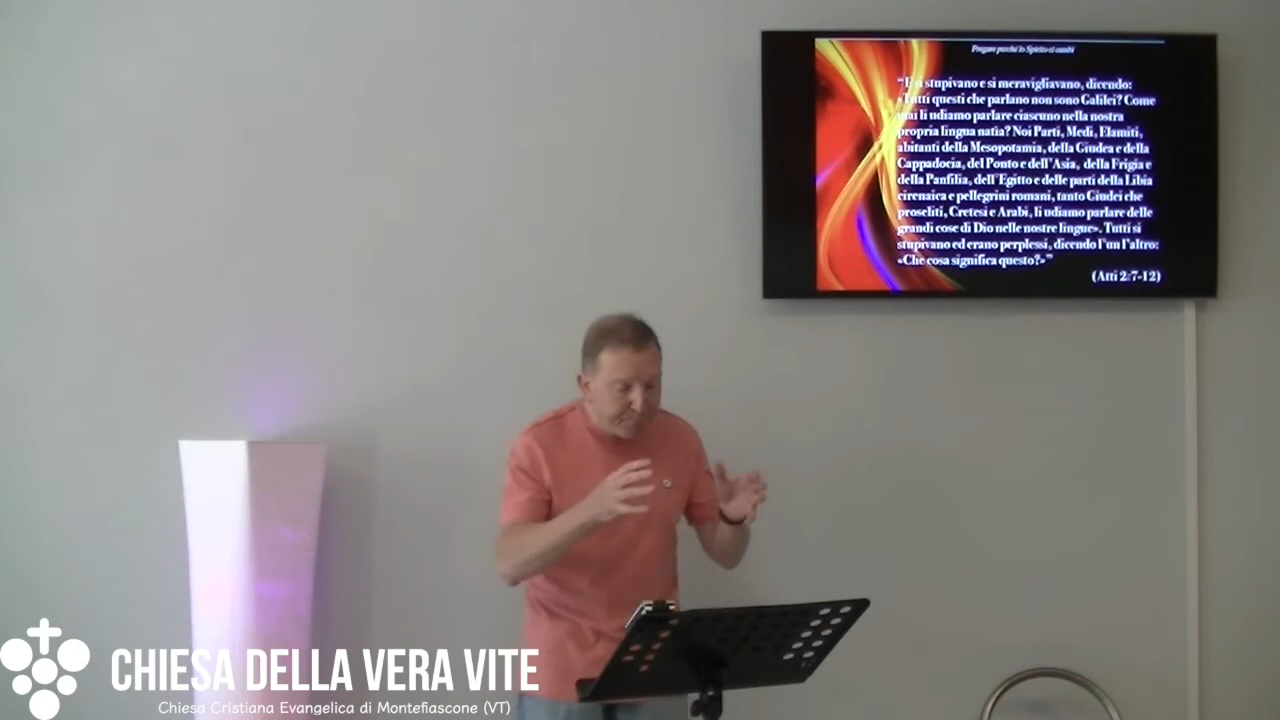 Pregare perché lo Spirito ci cambi
“E si stupivano e si meravigliavano, dicendo:
«Tutti questi che parlano non sono Galilei? Come
mai li udiamo parlare ciascuno nella nostra
propria lingua natìa? Noi Parti, Medi, Elamiti,
abitanti della Mesopotamia, della Giudea e della
Cappadocia, del Ponto e dell'Asia, della Frigia e
della Panfilia, dell'Egitto e delle parti della Libia
cirenaica e pellegrini romani, tanto Giudei che
proseliti, Cretesi e Arabi, li udiamo parlare delle
grandi cose di Dio nelle nostre lingue». Tutti si
stupivano ed erano perplessi, dicendo l'un l'altro:
«Che cosa significa questo?»”
(Atti 2:7-12)
CHIESA DELLA VERA VITE
Chiesa Cristiana Evangelica di Montefiascone (VT)